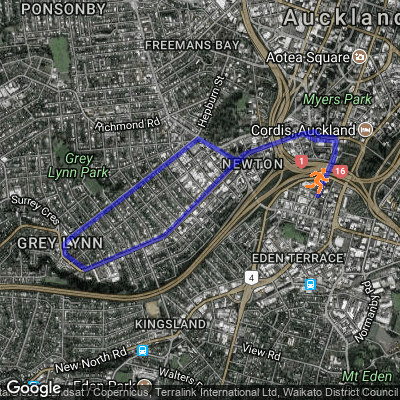 PONSONBY
Auckland
FREEMANS BAY
Aotea Square
Hepburn St
Myers Park
Richmond Rd
Cordis, Auckland
Grey
Lynn Park
NEWTON
1
16
Surrey Cres
GREY LYNN
EDEN TERRACE
4
Normanby Rd
KINGSLAND
New North Rd
View Rd
Mt Eden
Walters
Eden Park
Google
dsat / Copernicus, Terralink International Ltd, Waikato District Council